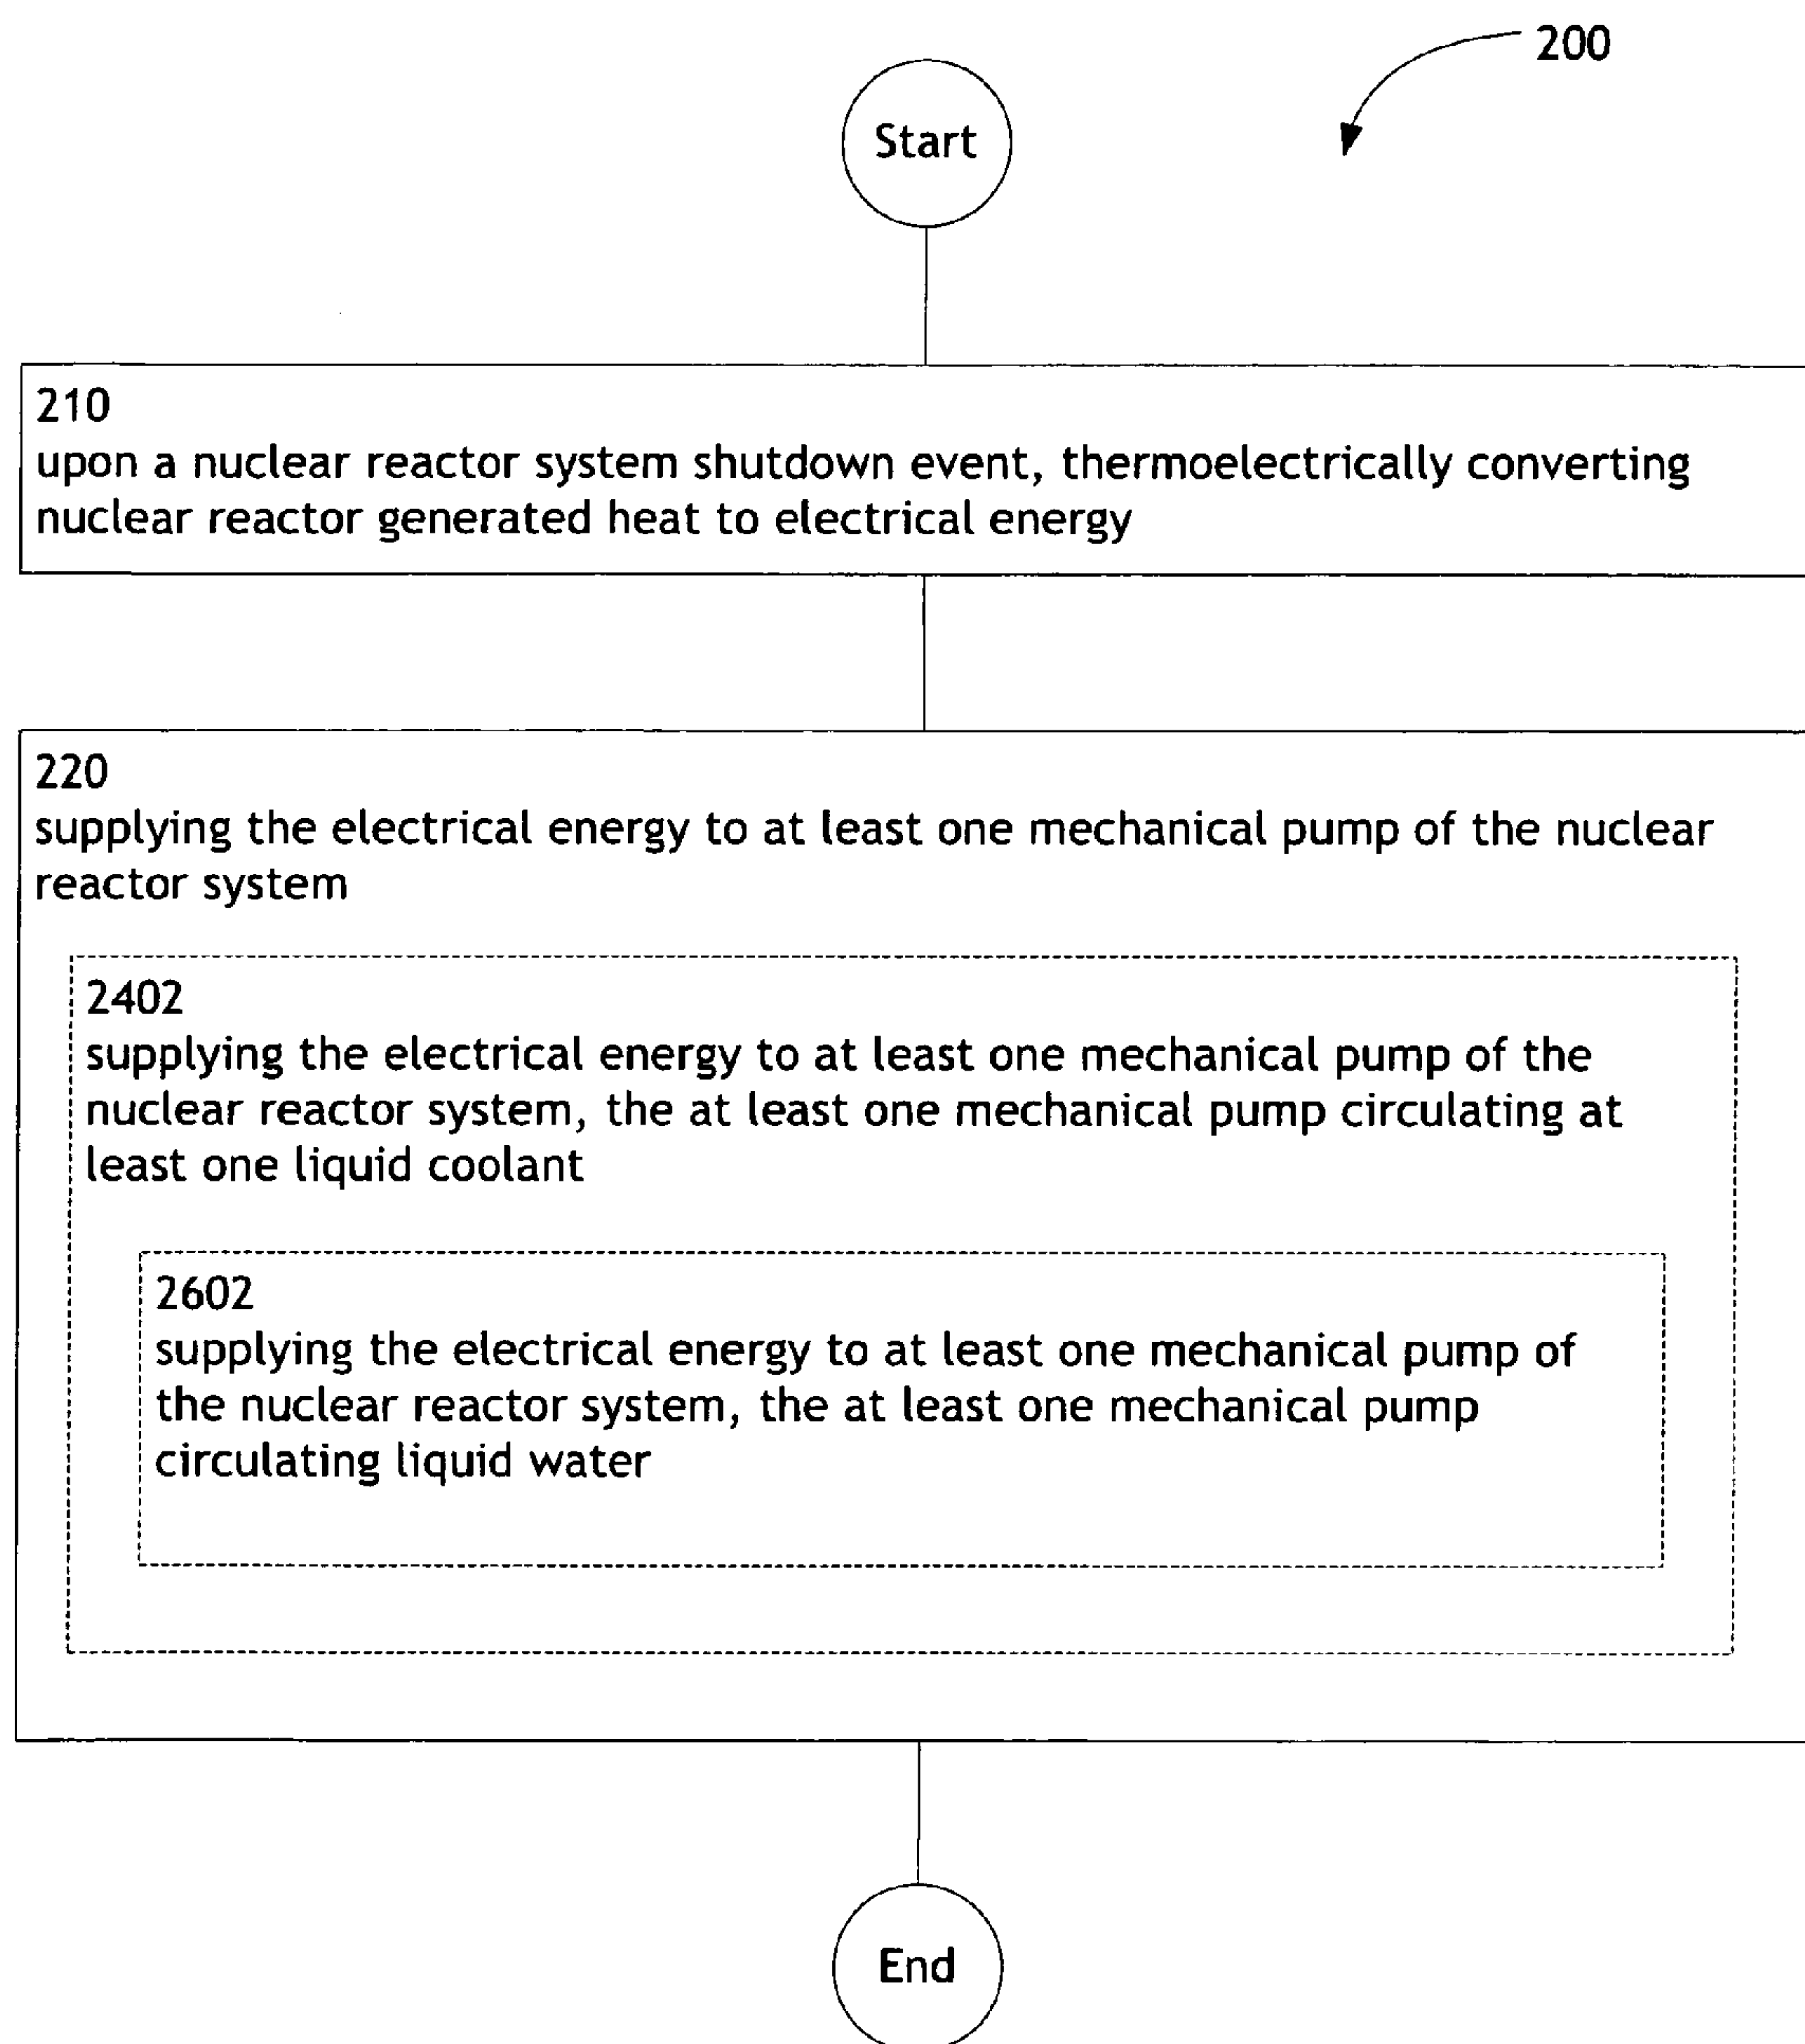 200
Start
210
upon a nuclear reactor system shutdown event, thermoelectrically converting
nuclear reactor generated heat to electrical energy
220
supplying the electrical energy to at least one mechanical pump of the nuclear
reactor system
2402
supplying the electrical energy to at least one mechanical pump of the
nuclear reactor system, the at least one mechanical pump circulating at
least one liquid coolant
2602
supplying the electrical energy to at least one mechanical pump of
the nuclear reactor system, the at least one mechanical pump
circulating liquid water
End